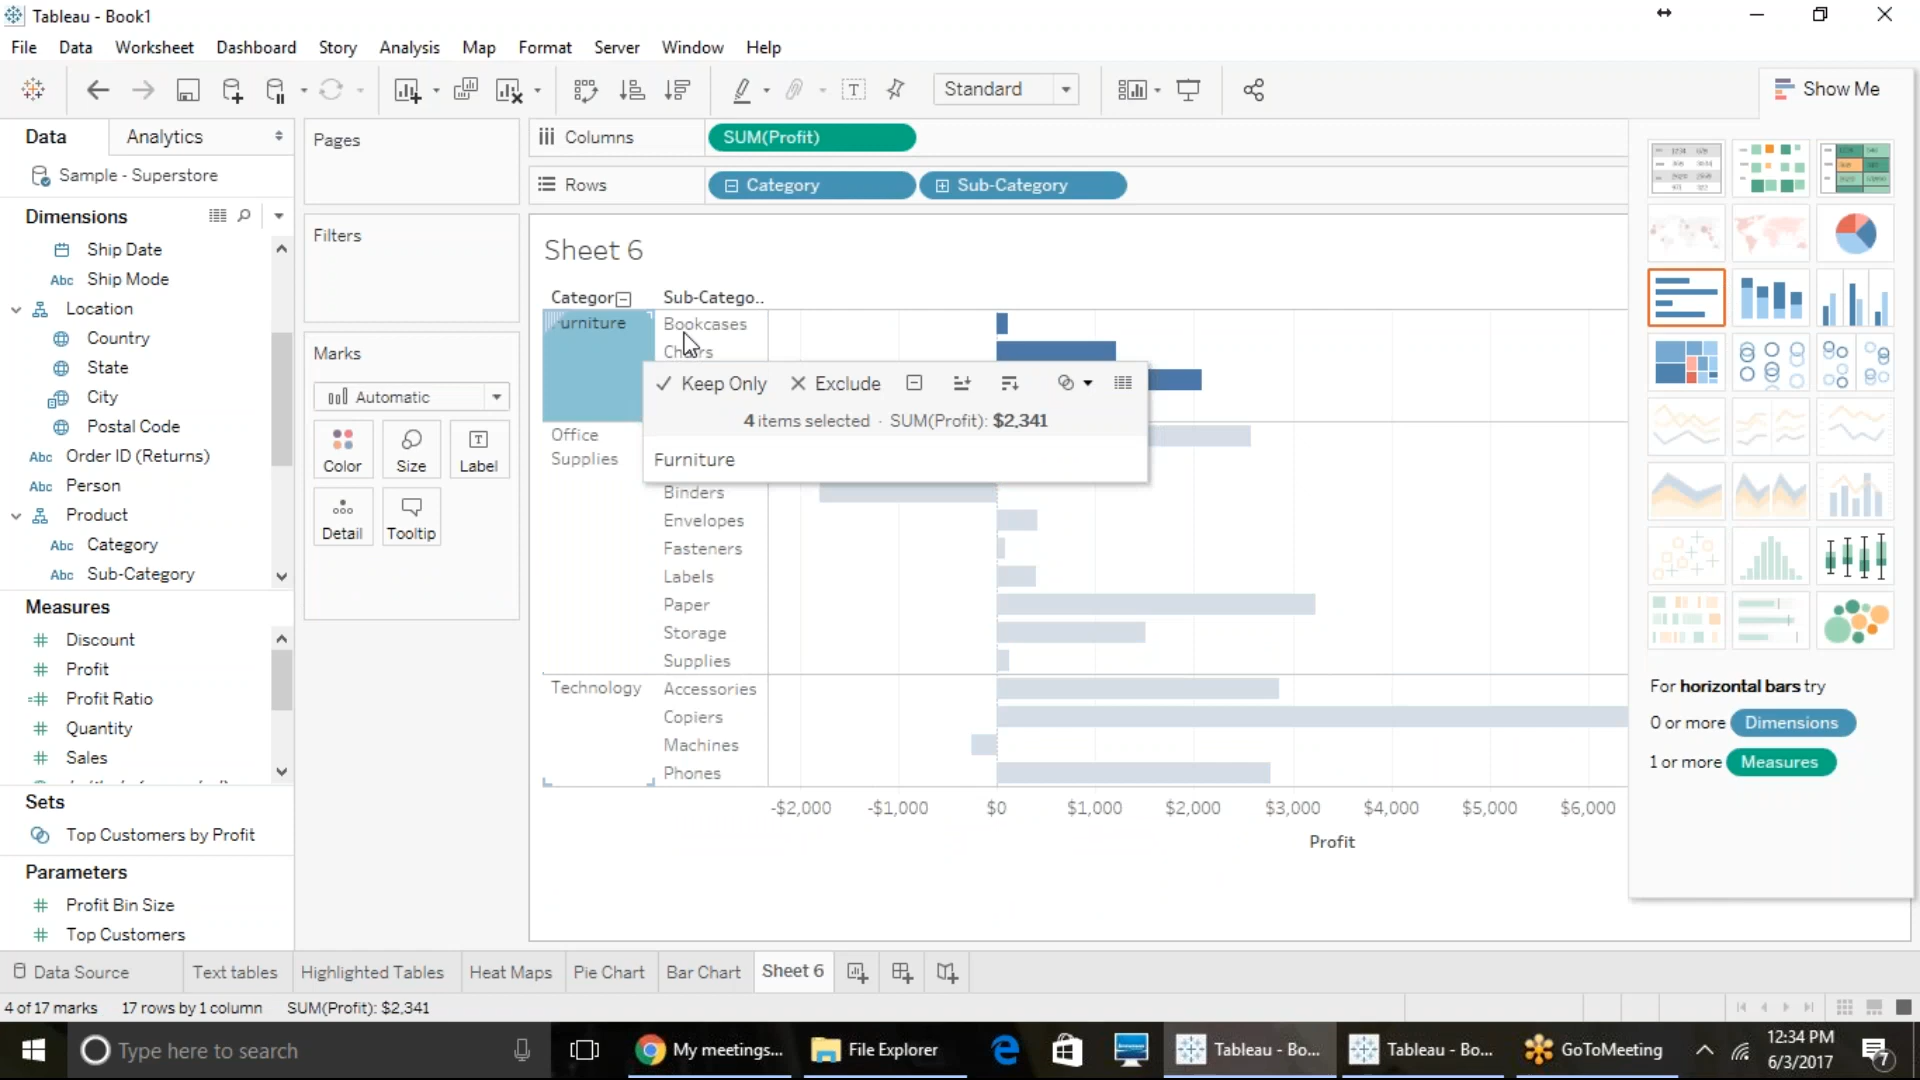 Tableau - Book1
File Data Worksheet Dashboard Story Analysis Map Format Server Window Help
Standard
Show Me
Data Analytics
Sample - Superstore
Dimensions
Abc Ship Date
Abc Ship Mode
Location
Country
State
City
Postal Code
Abc Order ID (Returns)
Abc Person
Product
Abc Category
Abc Sub-Category
Measures
Discount
Profit
Profit Ratio
Quantity
Sales
Sets
Top Customers by Profit
Parameters
Profit Bin Size
Top Customers
Pages
Filters
Marks
Automatic
Color Size Label
Detail Tooltip
Columns SUM(Profit)
Rows Category Sub-Category
Sheet 6
Categor Sub-Catego..
Furniture Bookcases
Chairs
Keep Only Exclude
4 items selected · SUM(Profit): $2,341
Furniture
Office
Supplies
Binders
Envelopes
Fasteners
Labels
Paper
Storage
Supplies
Technology Accessories
Copiers
Machines
Phones
-$2,000 -$1,000 $0 $1,000 $2,000 $3,000 $4,000 $5,000 $6,000
Profit
For horizontal bars try
0 or more Dimensions
1 or more Measures
Data Source Text tables Highlighted Tables Heat Maps Pie Chart Bar Chart Sheet 6
4 of 17 marks 17 rows by 1 column SUM(Profit): $2,341
Type here to search
My meetings... File Explorer Tableau - Bo... Tableau - Bo... GoToMeeting
12:34 PM
6/3/2017
7